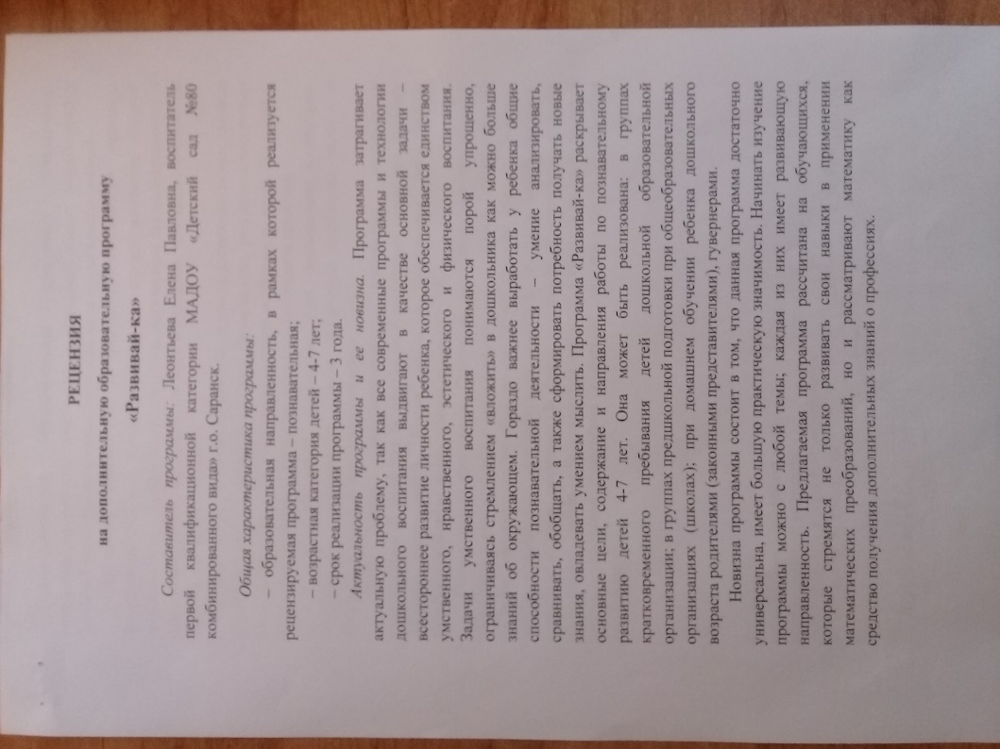 РЕЦЕНЗИЯ
на дополнительную образовательную программу
«Развивай-ка»
Составитель программы: Леонтьева Елена Павловна, воспитатель
первой квалификационной категории МАДОУ «Детский сад №80
комбинированного вида» г.о. Саранск.
Общая характеристика программы:
– образовательная направленность, в рамках которой реализуется
рецензируемая программа – познавательная;
– возрастная категория детей – 4-7 лет;
– срок реализации программы – 3 года.
Актуальность программы и ее новизна. Программа затрагивает
актуальную проблему, так как все современные программы и технологии
дошкольного воспитания выдвигают в качестве основной задачи –
всестороннее развитие личности ребенка, которое обеспечивается единством
умственного, нравственного, эстетического и физического воспитания.
Задачи умственного воспитания понимаются порой упрощенно,
ограничиваясь стремлением «вложить» в дошкольника как можно больше
знаний об окружающем. Гораздо важнее выработать у ребенка общие
способности познавательной деятельности – умение анализировать,
сравнивать, обобщать, а также сформировать потребность получать новые
знания, овладевать умением мыслить. Программа «Развивай-ка» раскрывает
основные цели, содержание и направления работы по познавательному
развитию детей 4-7 лет. Она может быть реализована: в группах
кратковременного пребывания детей дошкольной образовательной
организации; в группах предшкольной подготовки при общеобразовательных
организациях (школах); при домашнем обучении ребенка дошкольного
возраста родителями (законными представителями), гувернерами.
Новизна программы состоит в том, что данная программа достаточно
универсальна, имеет большую практическую значимость. Начинать изучение
программы можно с любой темы; каждая из них имеет развивающую
направленность. Предлагаемая программа рассчитана на обучающихся,
которые стремятся не только развивать свои навыки в применении
математических преобразований, но и рассматривают математику как
средство получения дополнительных знаний о профессиях.